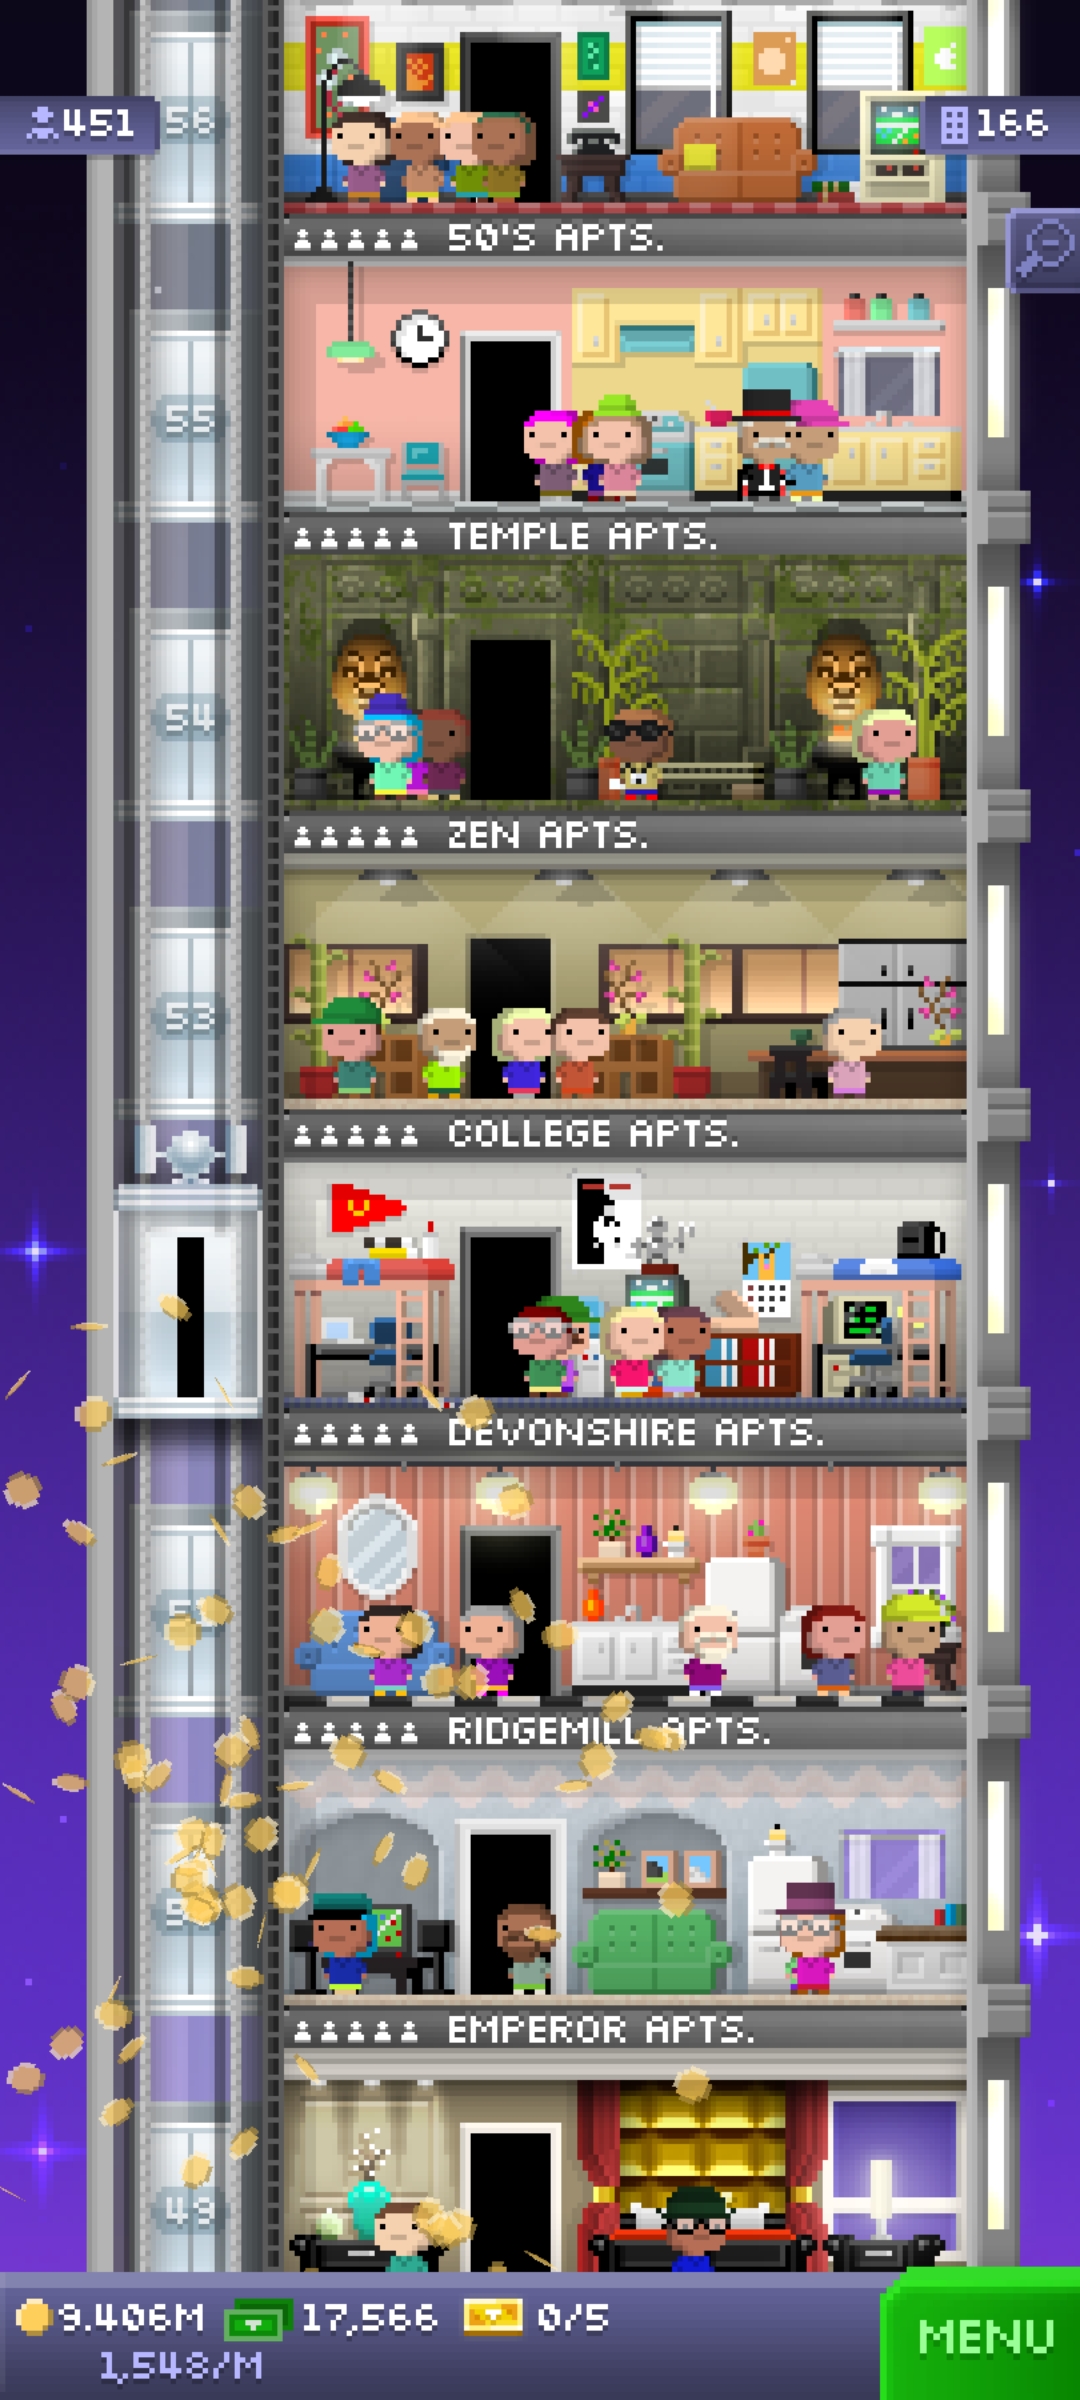 451
56
166
50'S APTS.
55
TEMPLE APTS.
54
ZEN APTS.
53
COLLEGE APTS.
DEVONSHIRE APTS.
RIDGEMILL APTS.
EMPEROR APTS.
49
9.406M 17,566 0/5
1,548/M
MENU